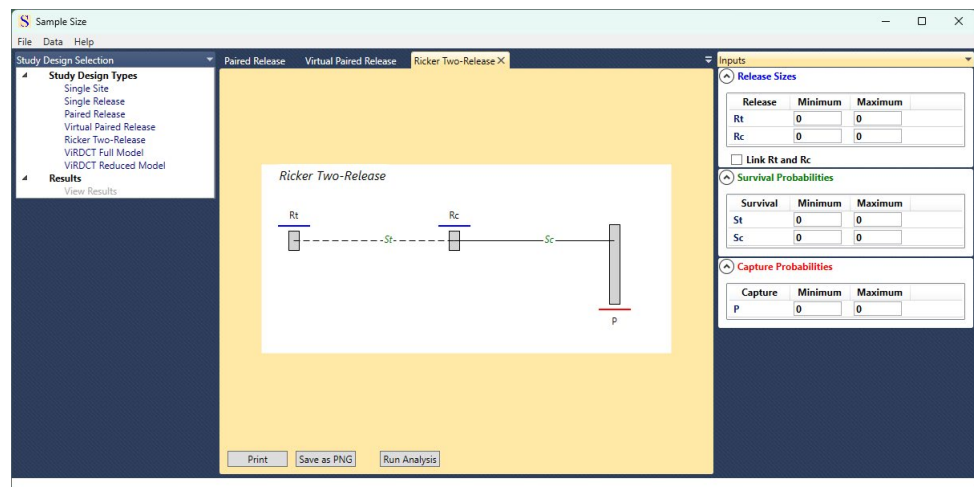 Sample Size
File Data Help
Study Design Selection
Study Design Types
Single Site
Single Release
Paired Release
Virtual Paired Release
Ricker Two-Release
ViRDCT Full Model
ViRDCT Reduced Model
Results
View Results
Paired Release Virtual Paired Release Ricker Two-Release
Ricker Two-Release
Rt Rc
St Sc
P
Print Save as PNG Run Analysis
Inputs
Release Sizes
Release Minimum Maximum
Rt 0 0
Rc 0 0
Link Rt and Rc
Survival Probabilities
Survival Minimum Maximum
St 0 0
Sc 0 0
Capture Probabilities
Capture Minimum Maximum
P 0 0